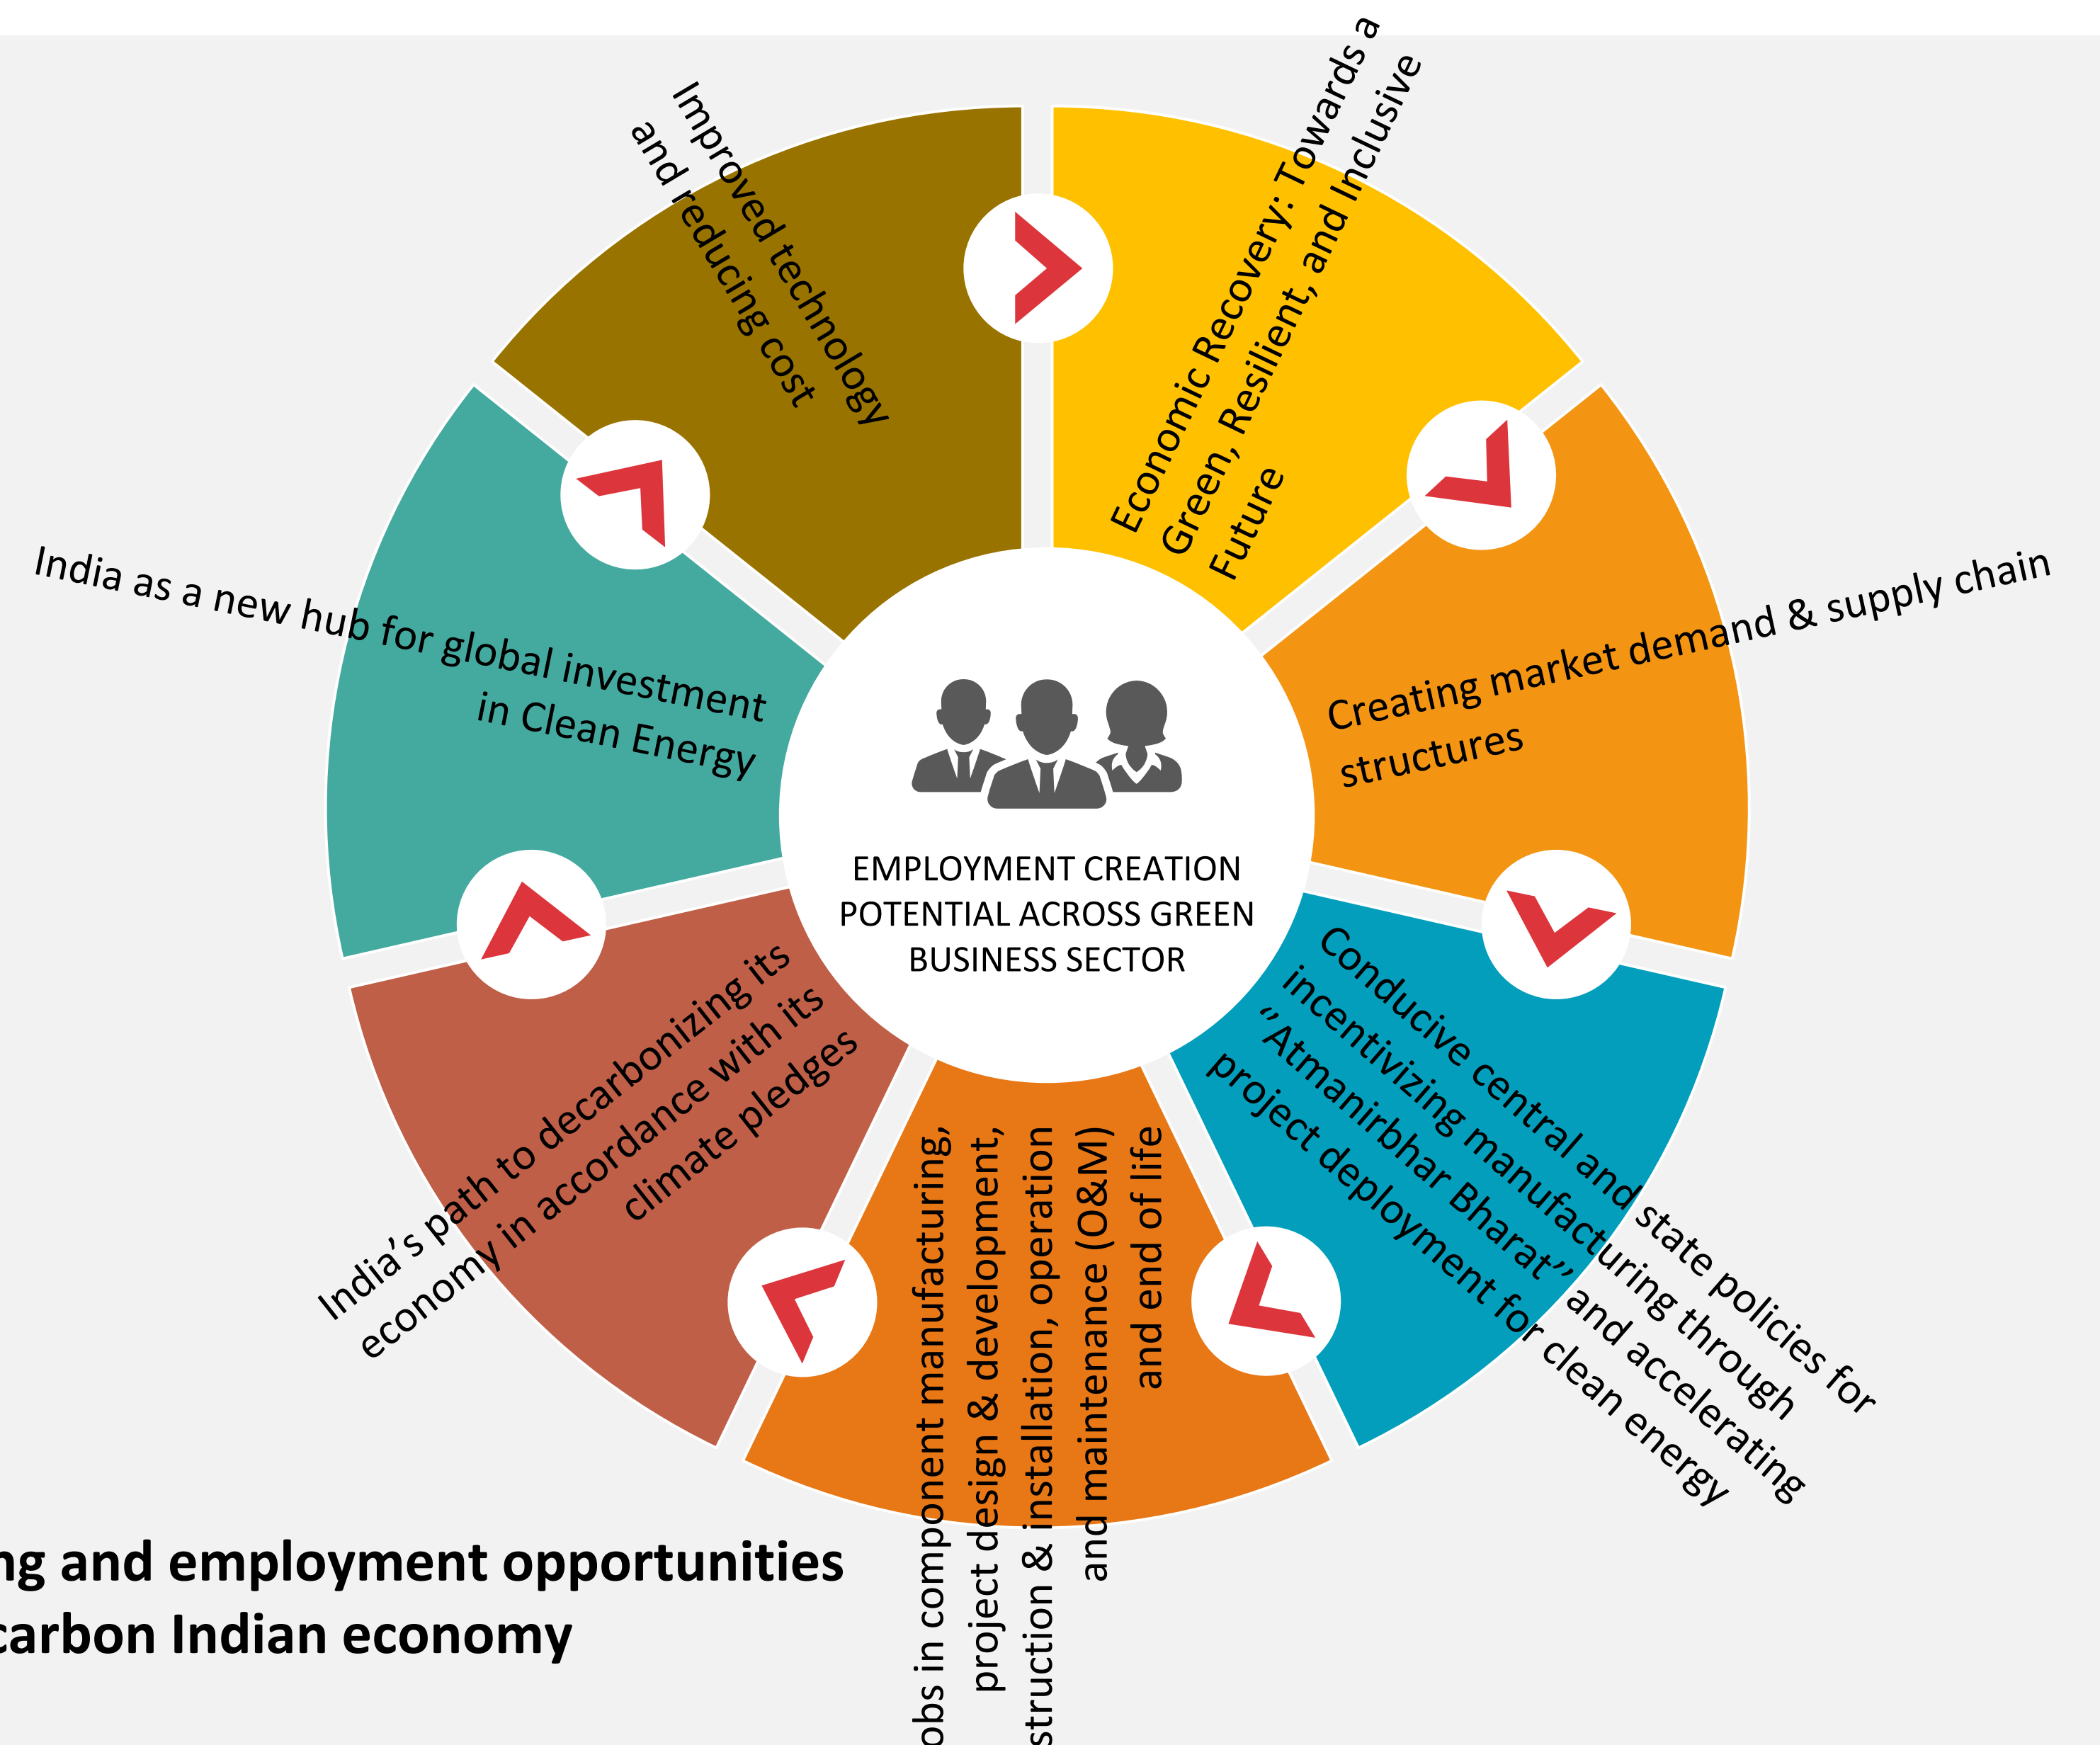 Economic Recovery: Towards a
Green, Resilient, and Inclusive
Future
Creating market demand & supply chain
structures
Conducive central and state policies for
incentivizing manufacturing through
“Atmanirbhar Bharat” and accelerating
project deployment for clean energy
obs in component manufacturing,
project design & development,
struction & installation, operation
and maintenance (O&M)
and end of life
India’s path to decarbonizing its
economy in accordance with its
climate pledges
India as a new hub for global investment
in Clean Energy
Improved technology
and reducing cost
EMPLOYMENT CREATION
POTENTIAL ACROSS GREEN
BUSINESS SECTOR
ng and employment opportunities
carbon Indian economy